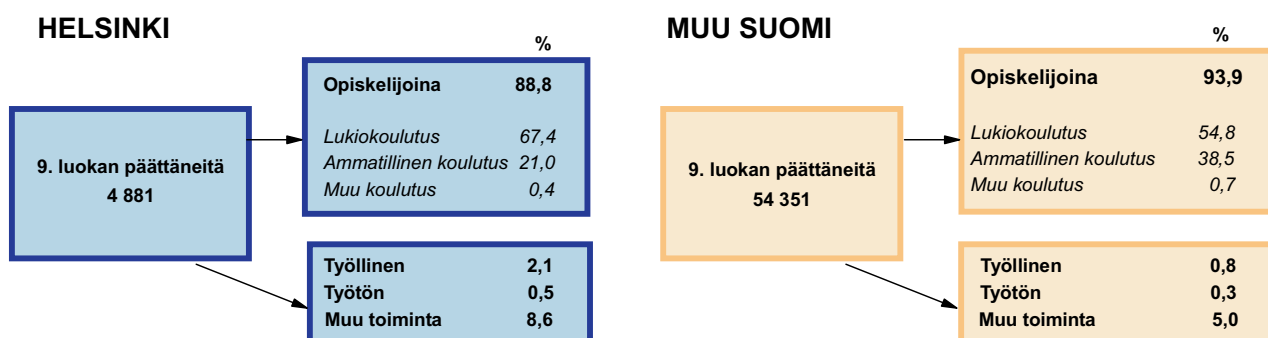 HELSINKI
%
9. luokan päättäneitä
4 881
Opiskelijoina 88,8
Lukiokoulutus 67,4
Ammatillinen koulutus 21,0
Muu koulutus 0,4
Työllinen 2,1
Työtön 0,5
Muu toiminta 8,6
MUU SUOMI
%
9. luokan päättäneitä
54 351
Opiskelijoina 93,9
Lukiokoulutus 54,8
Ammatillinen koulutus 38,5
Muu koulutus 0,7
Työllinen 0,8
Työtön 0,3
Muu toiminta 5,0